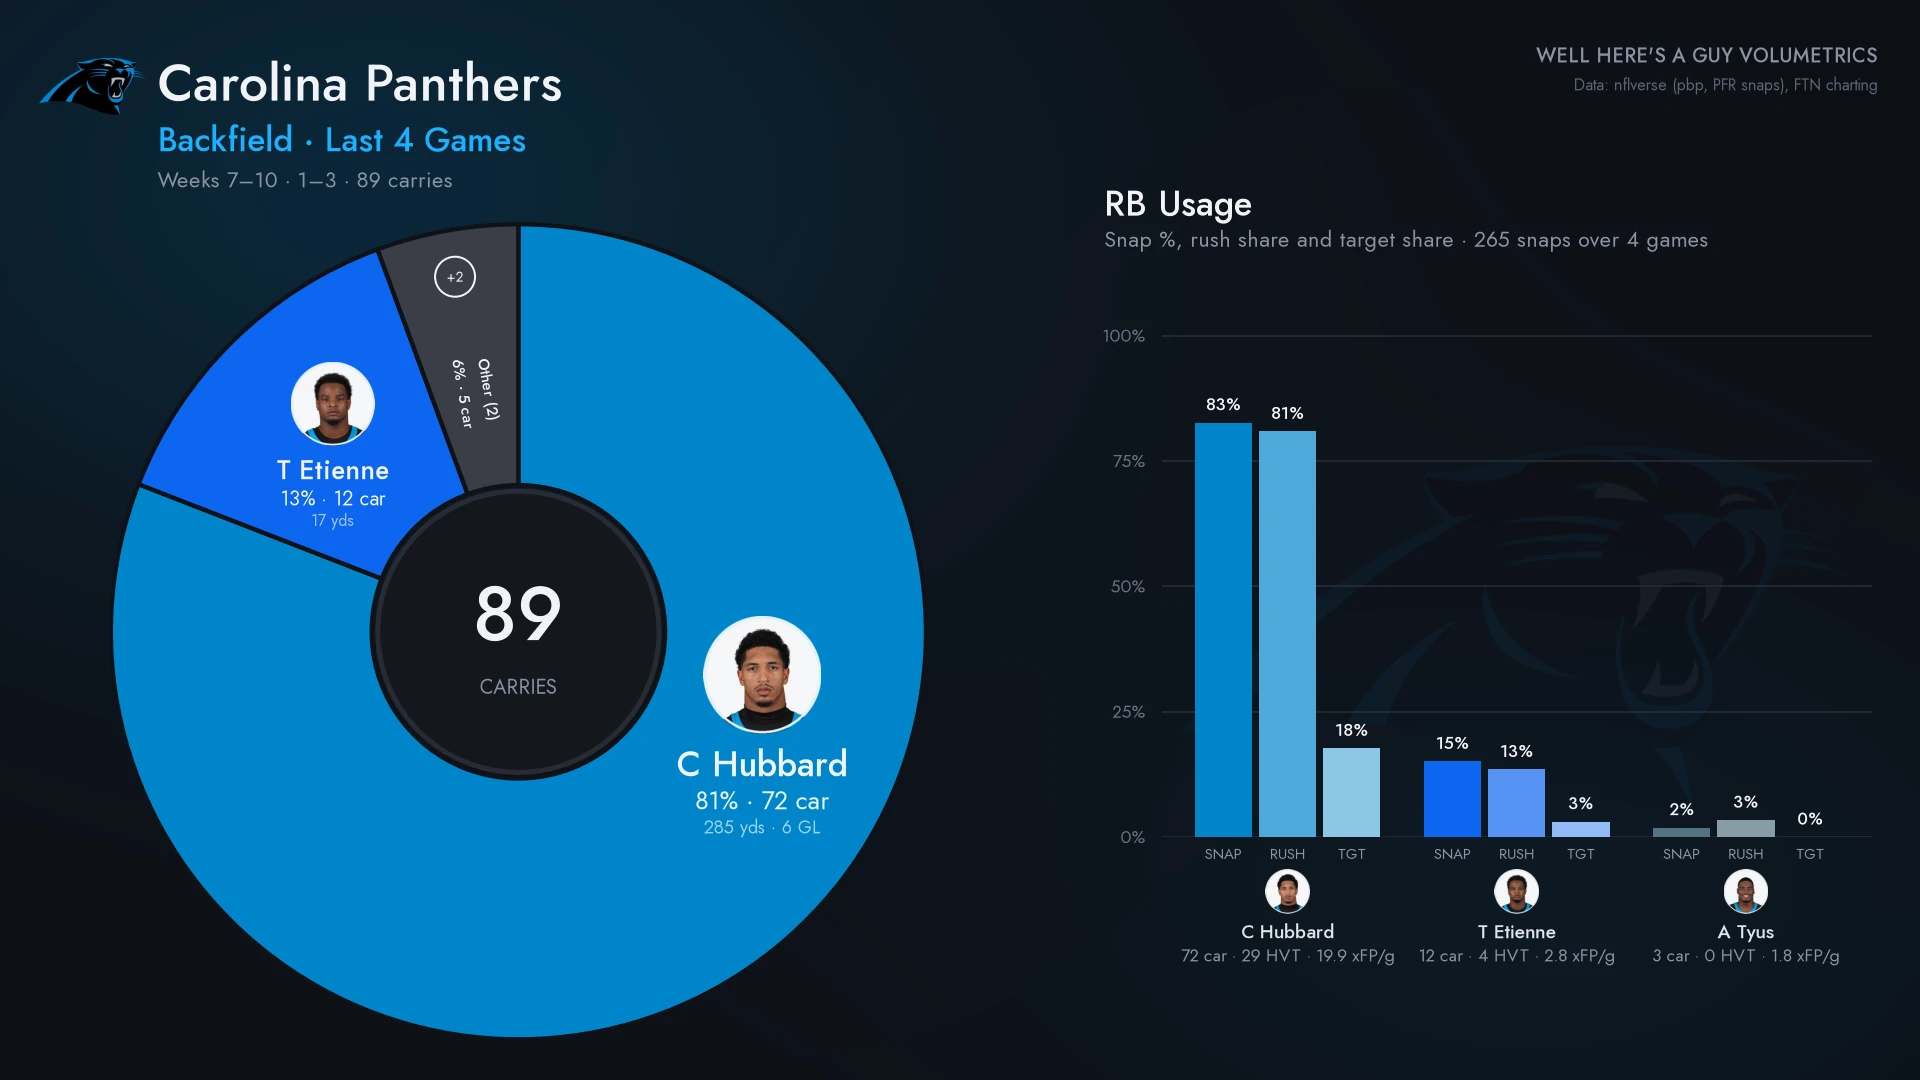 Carolina Panthers
Backfield · Last 4 Games
Weeks 7–10 · 1–3 · 89 carries
WELL HERE'S A GUY VOLUMETRICS
Data: nflverse (pbp, PFR snaps), FTN charting
+2
Other (2)
6% · 5 car
T Etienne
13% · 12 car
17 yds
89
CARRIES
C Hubbard
81% · 72 car
285 yds · 6 GL
RB Usage
Snap %, rush share and target share · 265 snaps over 4 games
100%
75%
50%
25%
0%
83%
81%
18%
15%
13%
3%
2%
3%
0%
SNAP RUSH TGT
SNAP RUSH TGT
SNAP RUSH TGT
C Hubbard
72 car · 29 HVT · 19.9 xFP/g
T Etienne
12 car · 4 HVT · 2.8 xFP/g
A Tyus
3 car · 0 HVT · 1.8 xFP/g